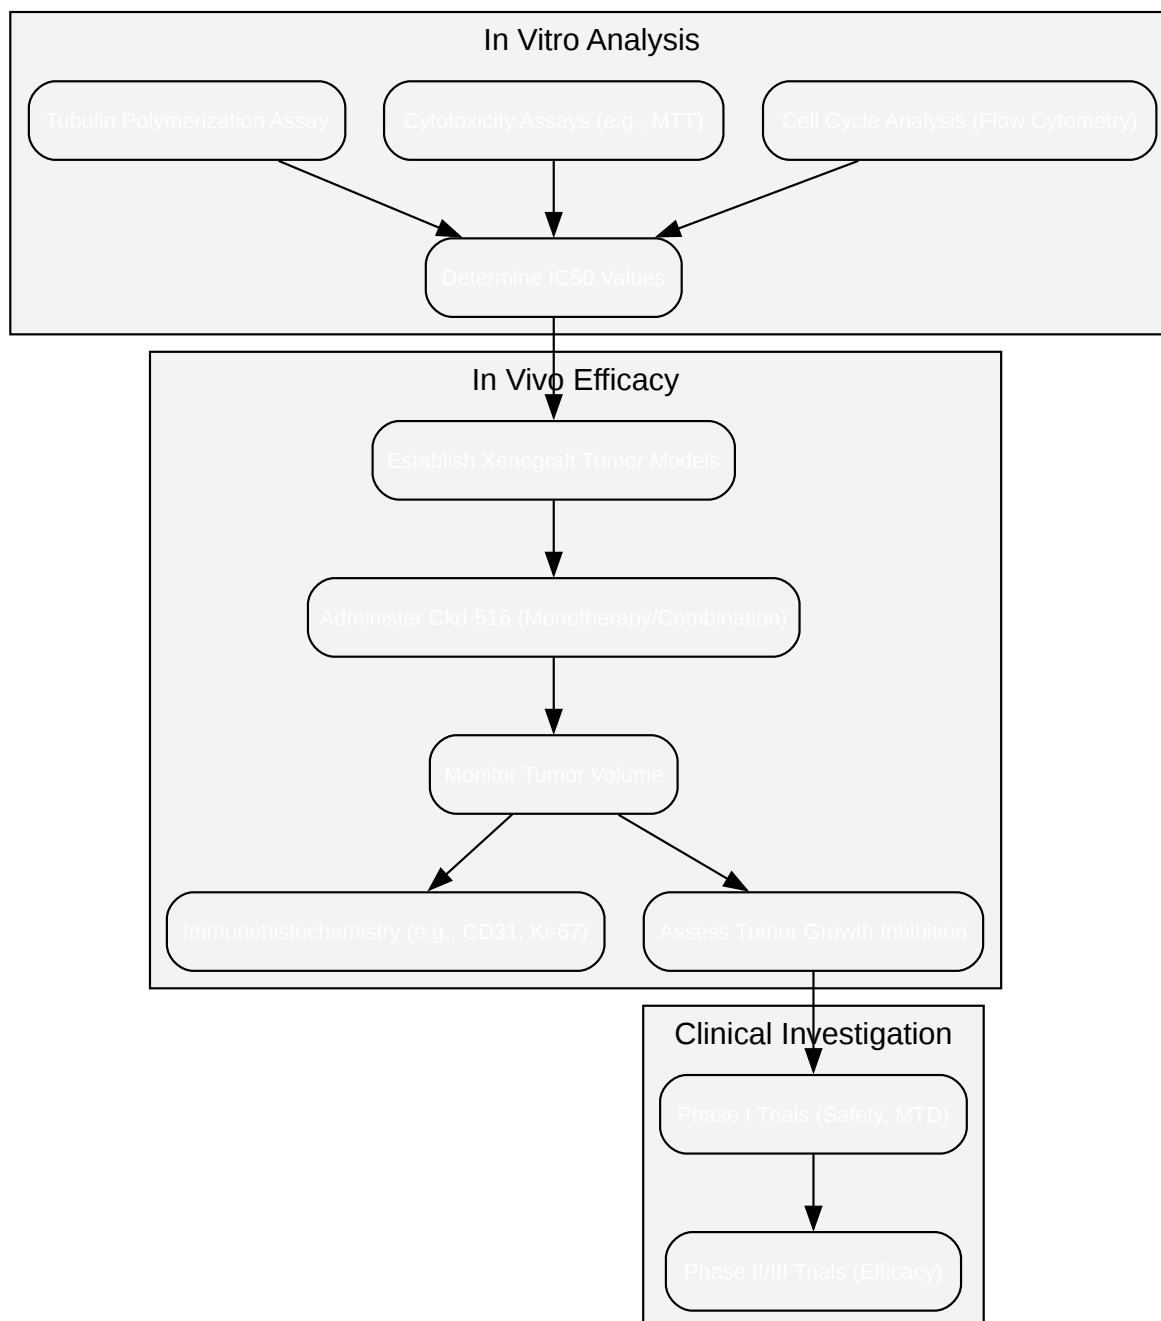 In Vitro Analysis
Tubulin Polymerization Assay
Cytotoxicity Assays (e.g., MTT)
Cell Cycle Analysis (Flow Cytometry)
Determine IC50 Values
In Vivo Efficacy
Establish Xenograft Tumor Models
Administer Ckd-516 (Monotherapy/Combination)
Monitor Tumor Volume
Immunohistochemistry (e.g., CD31, Ki-67)
Assess Tumor Growth Inhibition
Clinical Investigation
Phase I Trials (Safety, MTD)
Phase II/III Trials (Efficacy)